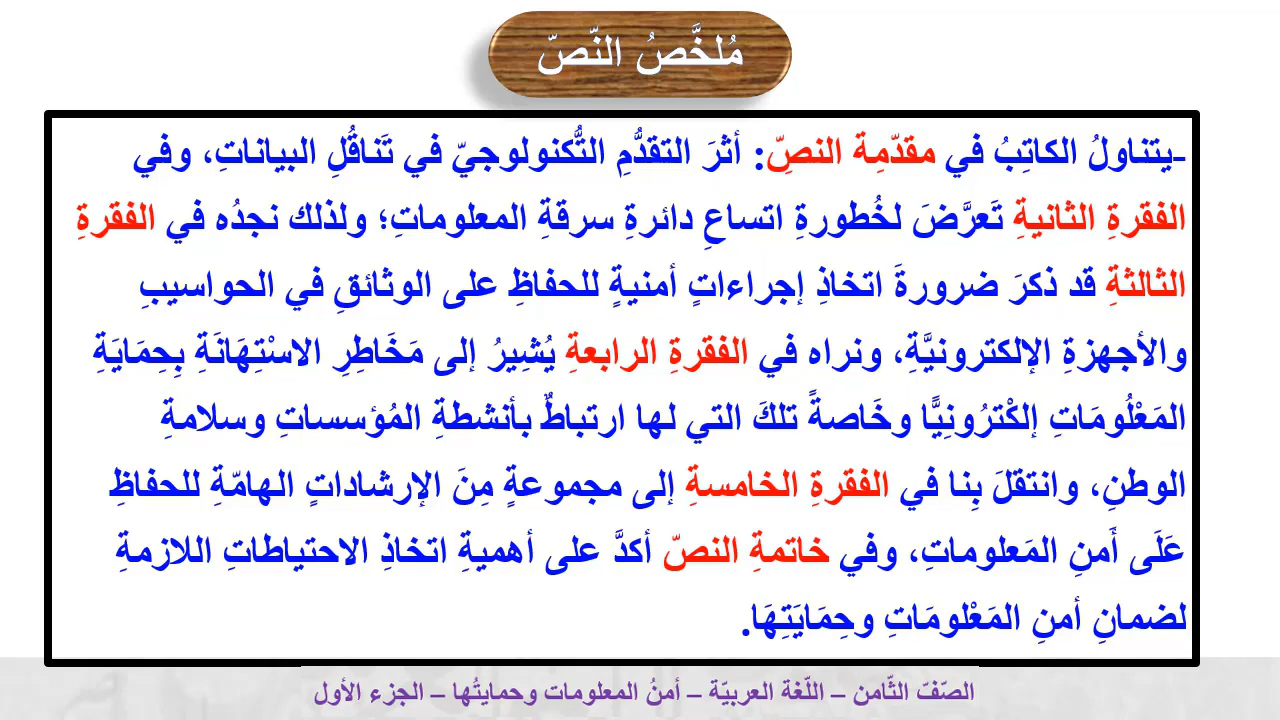 مُلخَّصُ النّصّ
-يتناولُ الكاتِبُ في مقدّمِة النصِّ: أثرَ التقدُّمِ التُّكنولوجيّ في تَناقُلِ البياناتِ، وفي
الفقرةِ الثانيةِ تَعرَّضَ لخُطورةِ اتساعِ دائرةِ سرقةِ المعلوماتِ؛ ولذلك نجدُه في الفقرةِ
الثالثةِ قد ذكرَ ضرورةَ اتخاذِ إجراءاتٍ أمنيةٍ للحفاظِ على الوثائقِ في الحواسيبِ
والأجهزةِ الإلكترونيَّةِ، ونراه في الفقرةِ الرابعةِ يُشِيرُ إلى مَخَاطِرِ الاسْتِهَانَةِ بِحِمَايَةِ
المَعْلُومَاتِ إلكْترُونِيًّا وخَاصةً تلكَ التي لها ارتباطٌ بأنشطةِ المُؤسساتِ وسلامةِ
الوطنِ، وانتقلَ بِنا في الفقرةِ الخامسةِ إلى مجموعةٍ مِنَ الإرشاداتِ الهامّةِ للحفاظِ
عَلَى أَمنِ المَعلوماتِ، وفي خاتمةِ النصّ أكدَّ على أهميةِ اتخاذِ الاحتياطاتِ اللازمةِ
لضمانِ أمنِ المَعْلومَاتِ وحِمَايَتِهَا.
الصّفّ الثّامن – اللّغة العربيّة – أمنُ المعلومات وحمايتُها – الجزء الأول